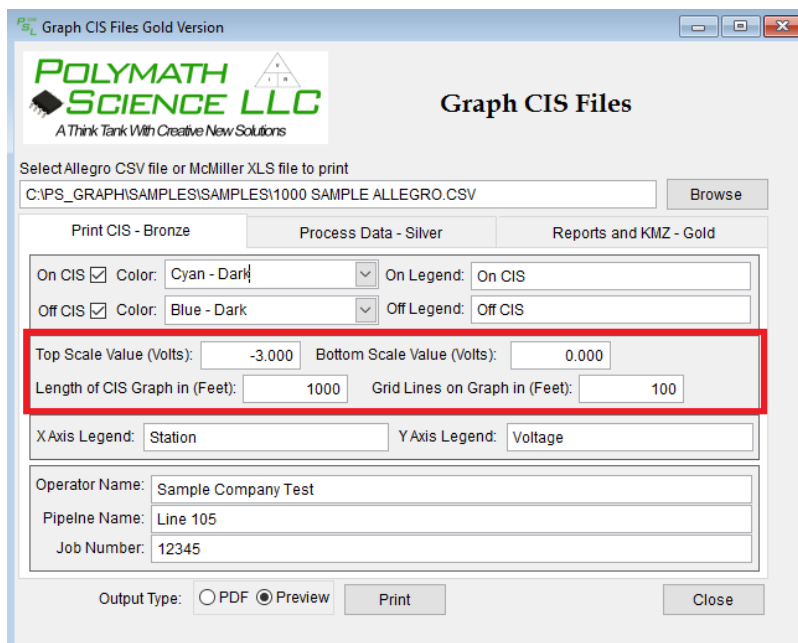 Graph CIS Files Gold Version
POLYMATH
SCIENCE LLC
A Think Tank With Creative New Solutions
Graph CIS Files
Select Allegro CSV file or McMiller XLS file to print
C:\PS_GRAPH\SAMPLES\SAMPLES\1000 SAMPLE ALLEGRO.CSV Browse
Print CIS - Bronze Process Data - Silver Reports and KMZ - Gold
On CIS Color: Cyan - Dark On Legend: On CIS
Off CIS Color: Blue - Dark Off Legend: Off CIS
Top Scale Value (Volts): -3.000 Bottom Scale Value (Volts): 0.000
Length of CIS Graph in (Feet): 1000 Grid Lines on Graph in (Feet): 100
X Axis Legend: Station Y Axis Legend: Voltage
Operator Name: Sample Company Test
Pipelne Name: Line 105
Job Number: 12345
Output Type: PDF Preview Print Close